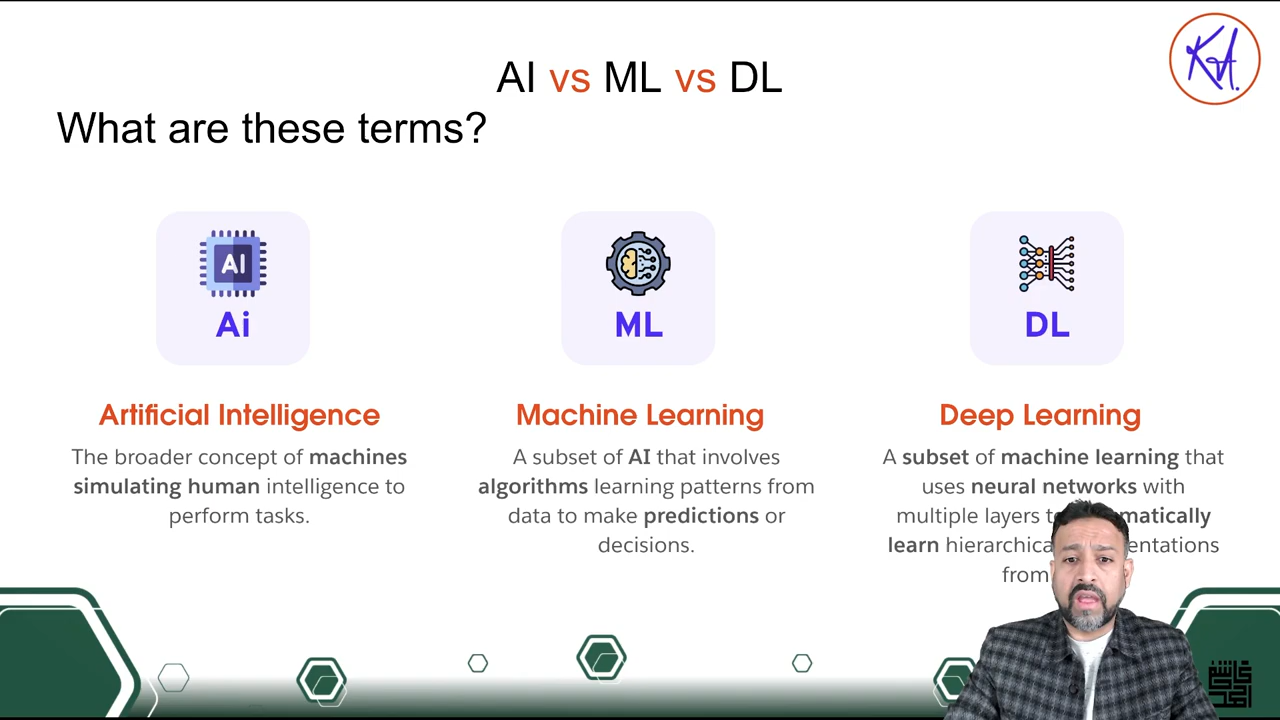 AI vs ML vs DL
What are these terms?
AI
Ai
ML
DL
Artificial Intelligence
The broader concept of machines
simulating human intelligence to
perform tasks.
Machine Learning
A subset of AI that involves
algorithms learning patterns from
data to make predictions or
decisions.
Deep Learning
A subset of machine learning that
uses neural networks with
multiple layers t matically
learn hierarchica entations
from
KA.